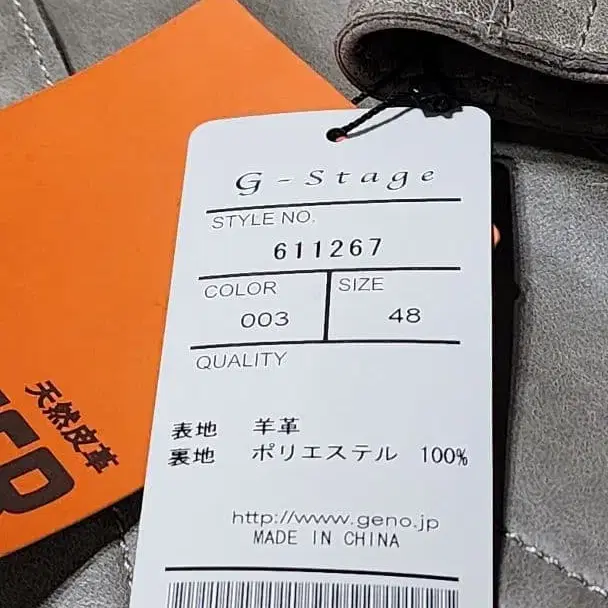 G-Stage
STYLE NO.
611267
COLOR
SIZE
003
48
QUALITY
表地 羊革
裏地 ポリエステル 100%
http://www.geno.jp
MADE IN CHINA
天然皮革